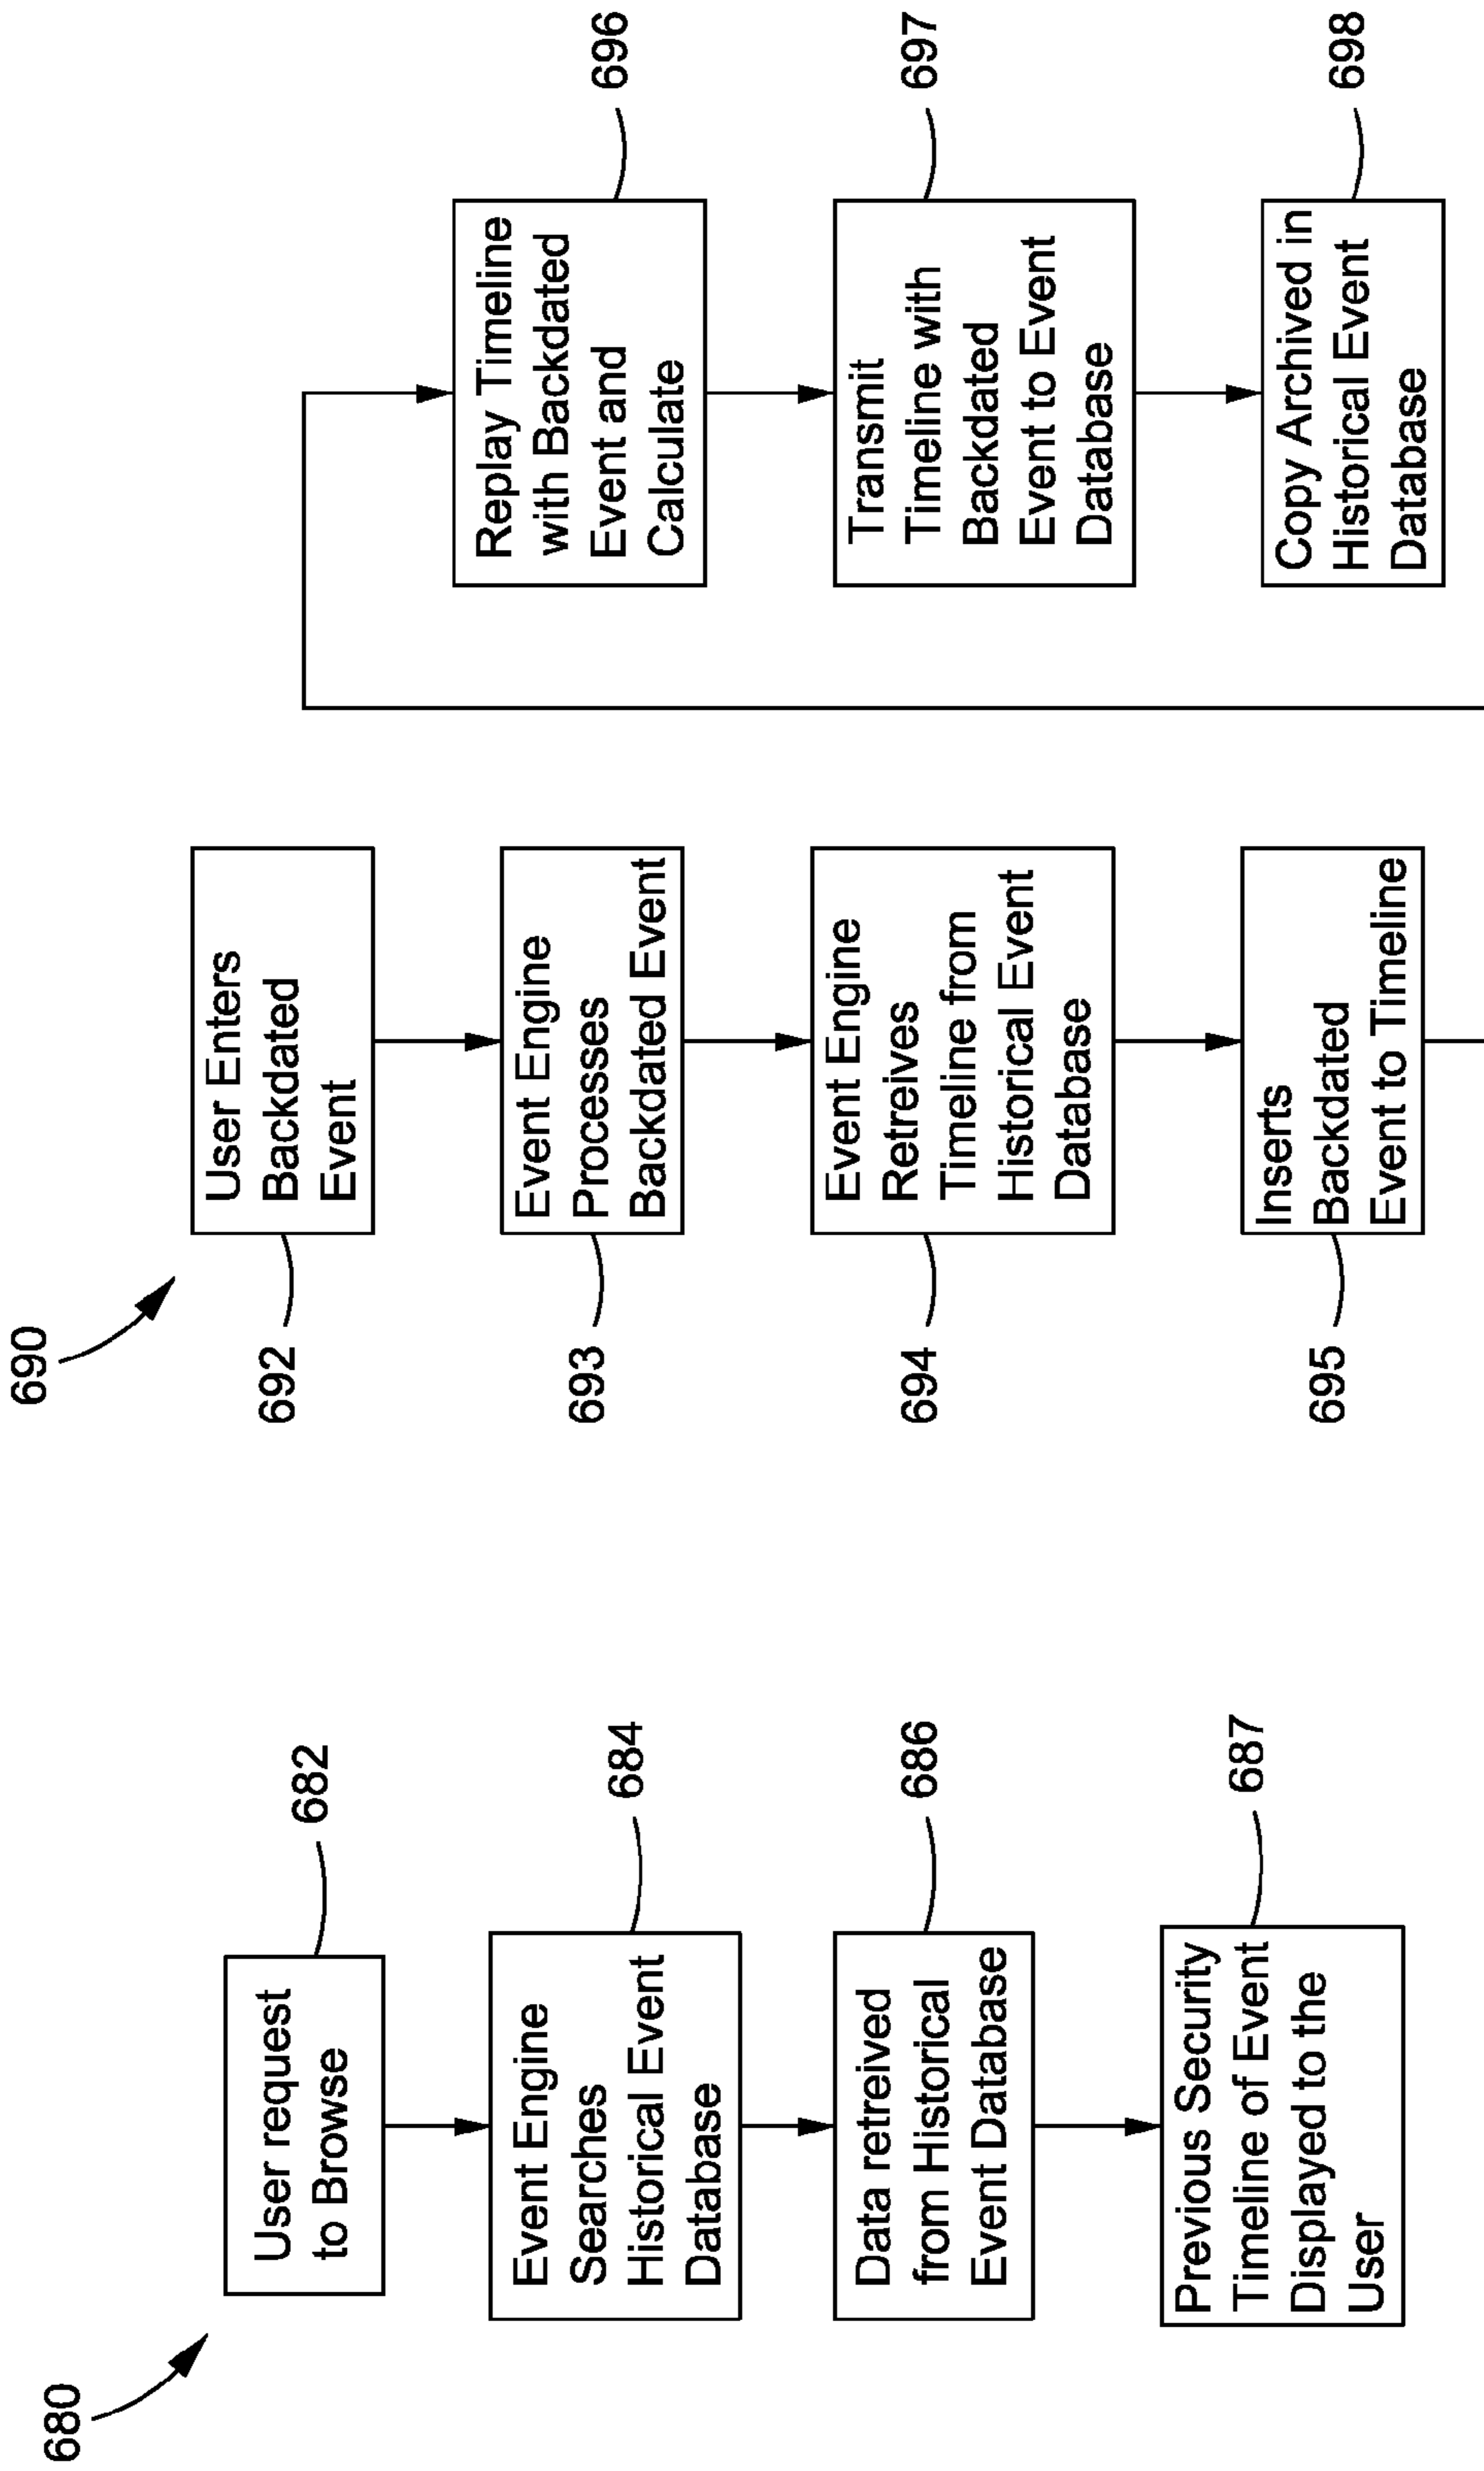 680
User request
to Browse
682
Event Engine
Searches
Historical Event
Database
684
Data retreived
from Historical
Event Database
686
Previous Security
Timeline of Event
Displayed to the
User
687
690
692
User Enters
Backdated
Event
693
Event Engine
Processes
Backdated Event
694
Event Engine
Retreives
Timeline from
Historical Event
Database
695
Inserts
Backdated
Event to Timeline
Replay Timeline
with Backdated
Event and
Calculate
696
Transmit
Timeline with
Backdated
Event to Event
Database
697
Copy Archived in
Historical Event
Database
698